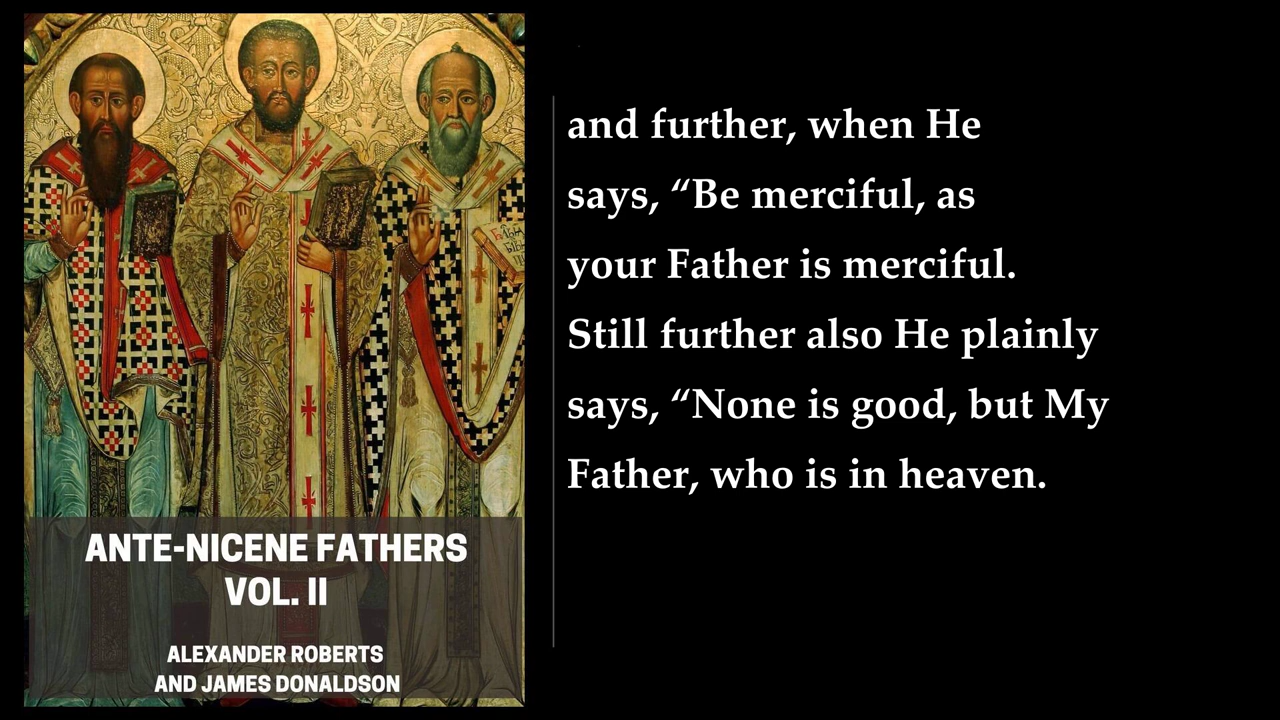 and further, when He
says, “Be merciful, as
your Father is merciful.
Still further also He plainly
says, “None is good, but My
Father, who is in heaven.
ANTE-NICENE FATHERS
VOL. II
ALEXANDER ROBERTS
AND JAMES DONALDSON